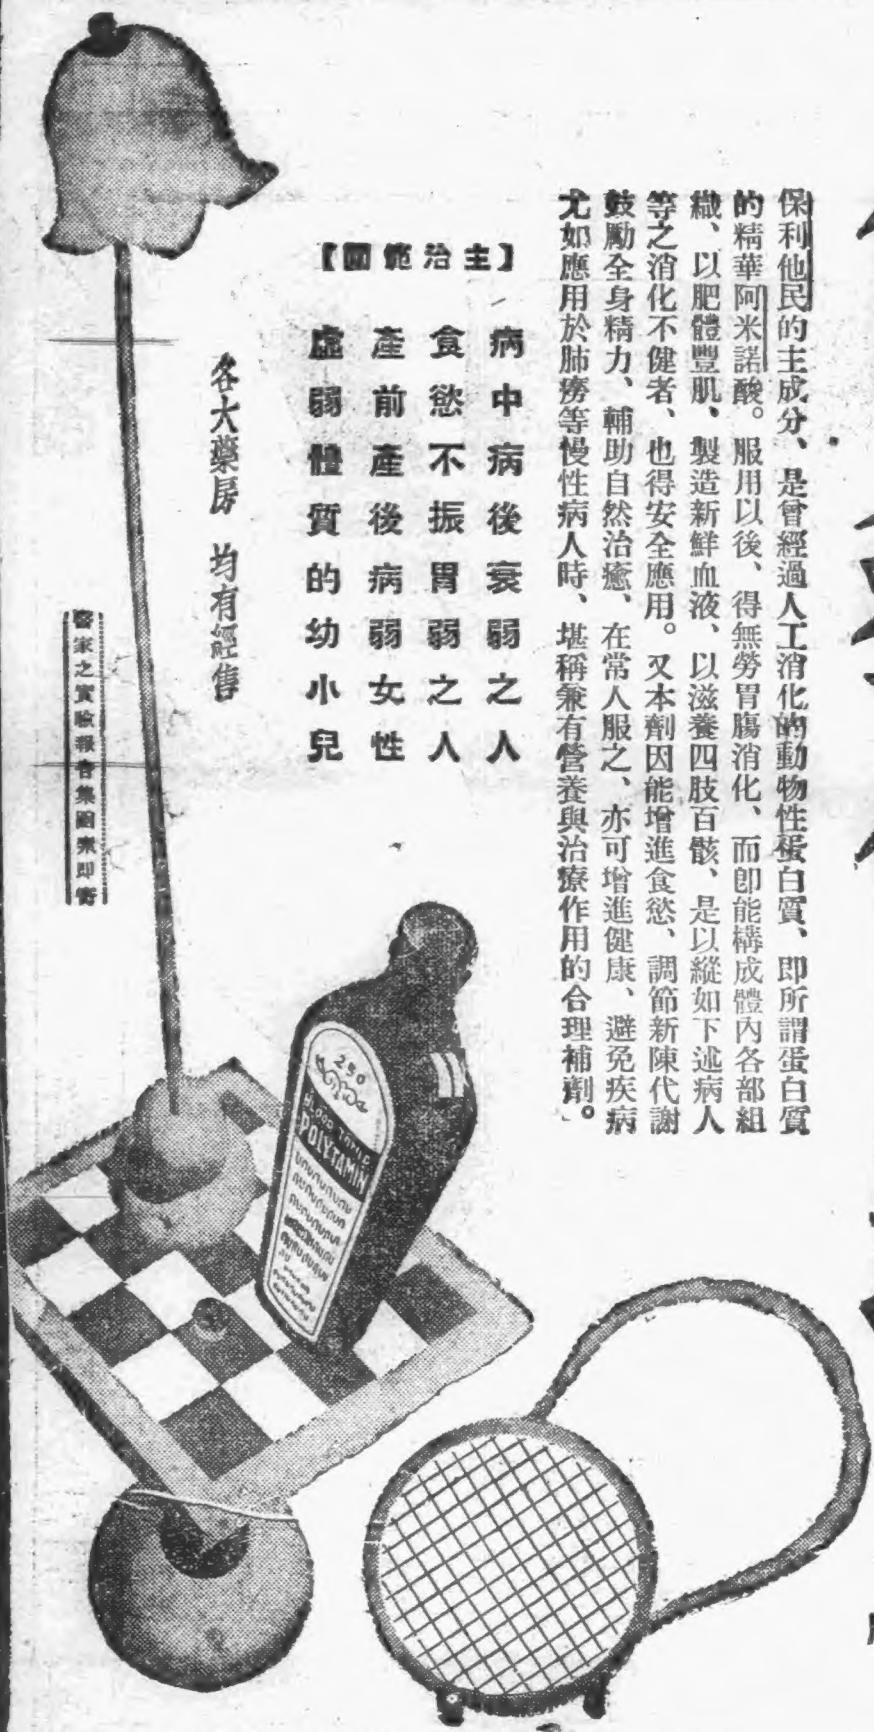 保利他民的主成分、是曾經過人工消化的動物性蛋白質、即所謂蛋白質
的精華阿米諾酸。服用以後、得無勞胃腸消化、而卽能構成體內各部組
織、以肥體豐肌、製造新鮮血液、以滋養四肢百骸、是以縱如下述病人
等之消化不健者、也得安全應用。又本劑因能增進食慾、調節新陳代謝
鼓勵全身精力、輔助自然治癒、在常人服之、亦可增進健康、避免疾病
尤如應用於肺癆等慢性病人時、堪稱兼有營養與治療作用的合理補劑。
【圍範治主】
病中病後衰弱之人
食慾不振胃弱之人
產前產後病弱女性
虛弱體質的幼小兒
各大藥房 均有經售
醫家之實驗報告集函索即寄
250
BLOOD TONIC
POLYTAMIN